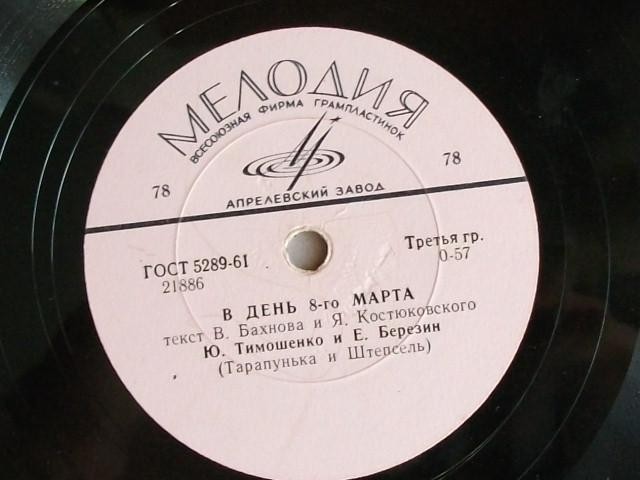 МЕЛОДИЯ
ВСЕСОЮЗНАЯ ФИРМА ГРАМПЛАСТИНОК
78 78
АПРЕЛЕВСКИЙ ЗАВОД
ГОСТ 5289-61 Третья гр.
21886 0-57
В ДЕНЬ 8-го МАРТА
текст В. Бахнова и Я. Костюковского
Ю. Тимошенко и Е. Березин
(Тарапунька и Штепсель)